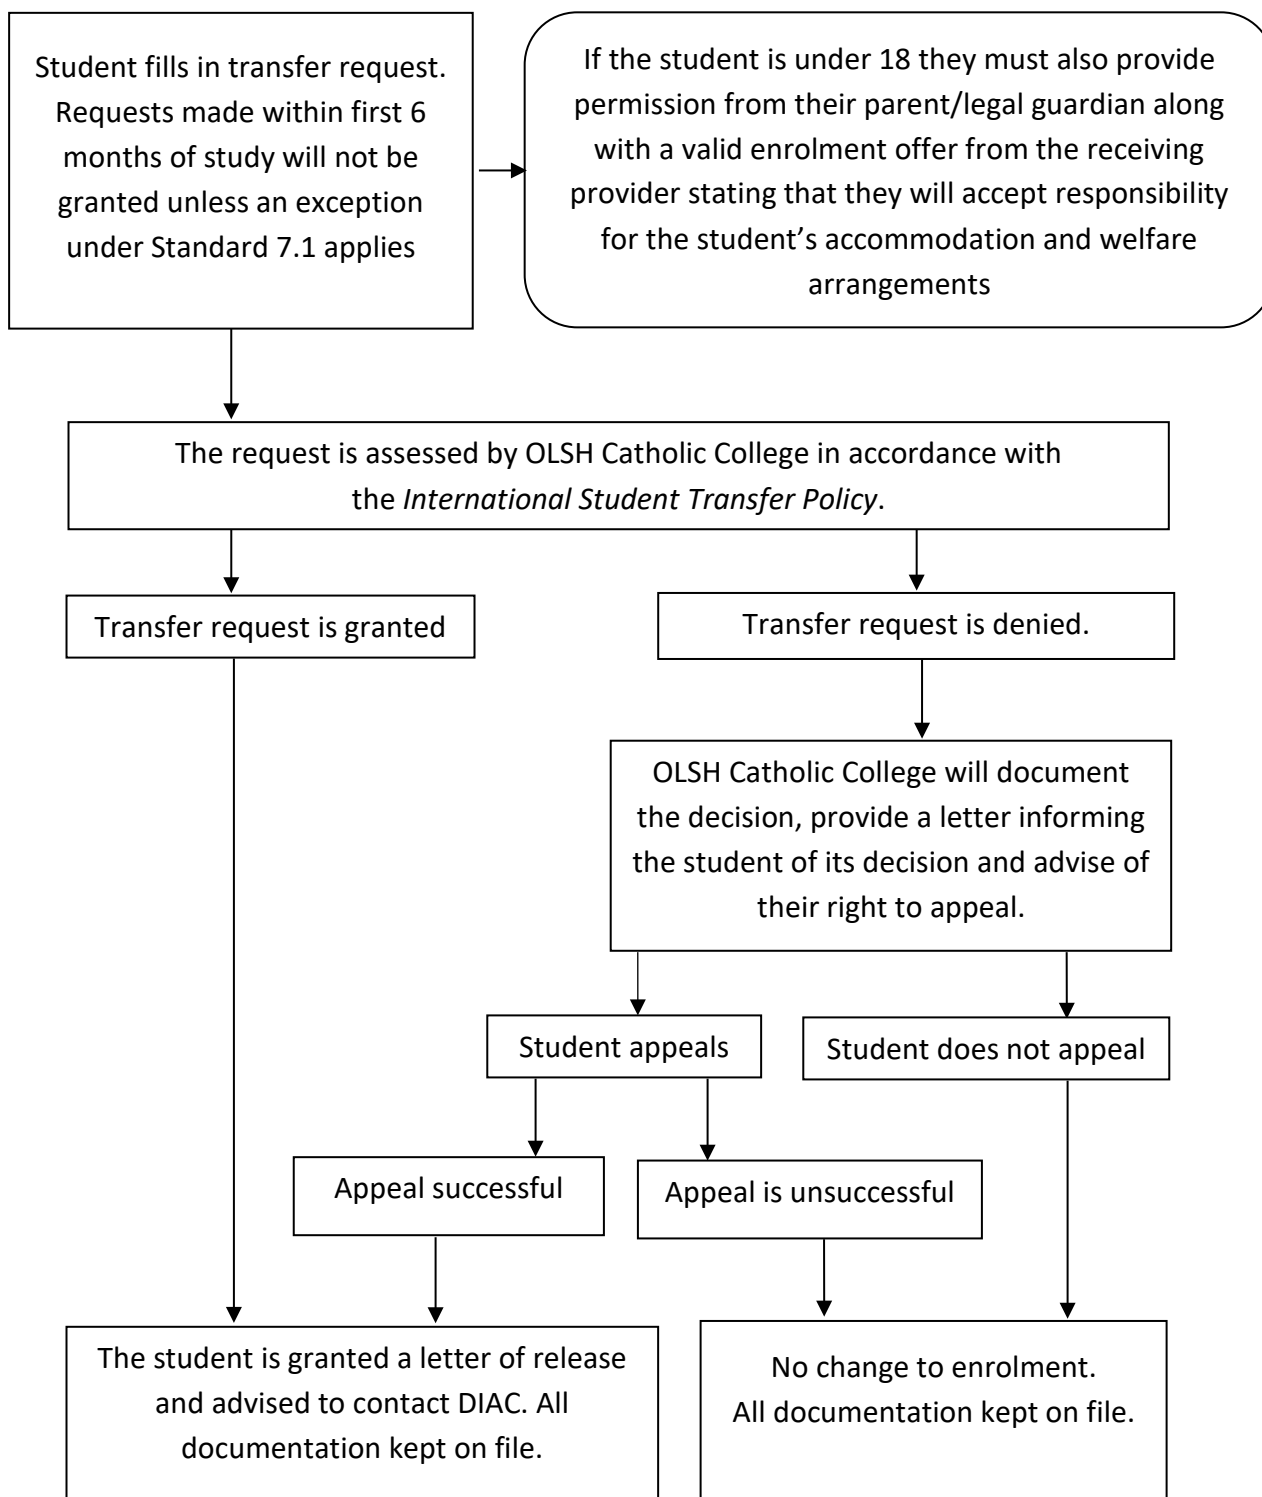 Student fills in transfer request.
Requests made within first 6
months of study will not be
granted unless an exception
under Standard 7.1 applies
If the student is under 18 they must also provide
permission from their parent/legal guardian along
with a valid enrolment offer from the receiving
provider stating that they will accept responsibility
for the student’s accommodation and welfare
arrangements
The request is assessed by OLSH Catholic College in accordance with
the International Student Transfer Policy.
Transfer request is granted
Transfer request is denied.
OLSH Catholic College will document
the decision, provide a letter informing
the student of its decision and advise of
their right to appeal.
Student appeals
Student does not appeal
Appeal successful
Appeal is unsuccessful
The student is granted a letter of release
and advised to contact DIAC. All
documentation kept on file.
No change to enrolment.
All documentation kept on file.